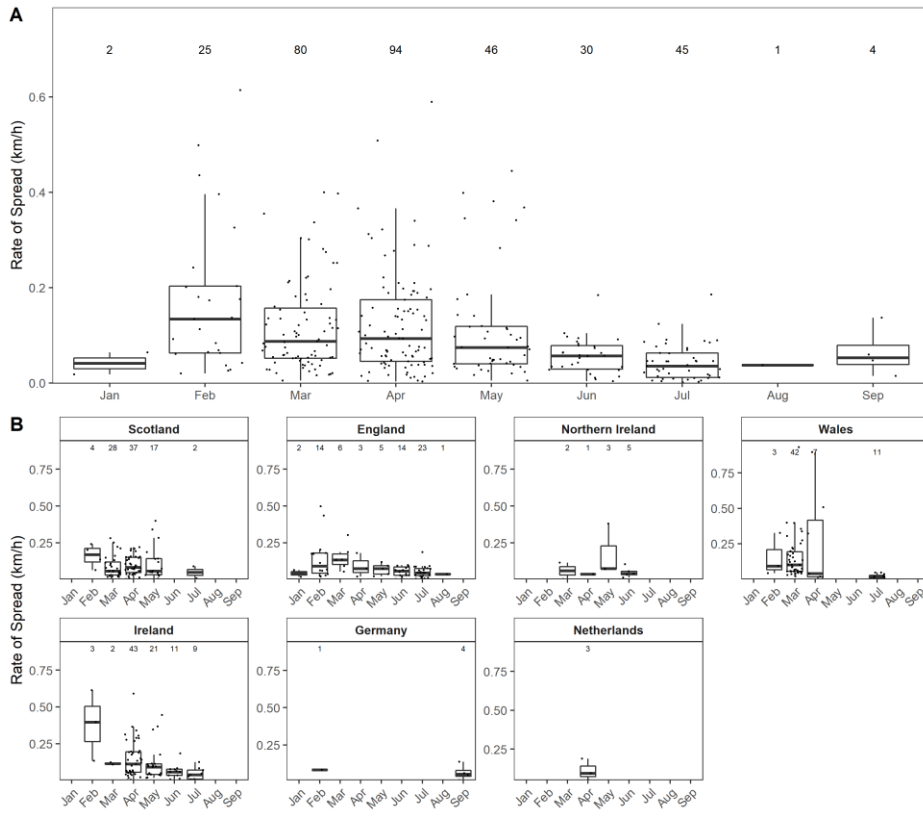 A
2 25 80 94 46 30 45 1 4
0.6
0.4
0.2
0.0
Rate of Spread (km/h)
Jan Feb Mar Apr May Jun Jul Aug Sep
B
Scotland England Northern Ireland Wales
4 28 37 17 2
2 14 6 3 5 14 23 1
2 1 3 5
3 42 7 11
0.75 0.75 0.75 0.75
0.50 0.50 0.50 0.50
0.25 0.25 0.25 0.25
Jan Feb Mar Apr May Jun Jul Aug Sep
Jan Feb Mar Apr May Jun Jul Aug Sep
Jan Feb Mar Apr May Jun Jul Aug Sep
Jan Feb Mar Apr May Jun Jul Aug Sep
Rate of Spread (km/h)
Ireland Germany Netherlands
3 2 43 21 11 9
1 4
3
0.75 0.75 0.75
0.50 0.50 0.50
0.25 0.25 0.25
Jan Feb Mar Apr May Jun Jul Aug Sep
Jan Feb Mar Apr May Jun Jul Aug Sep
Jan Feb Mar Apr May Jun Jul Aug Sep